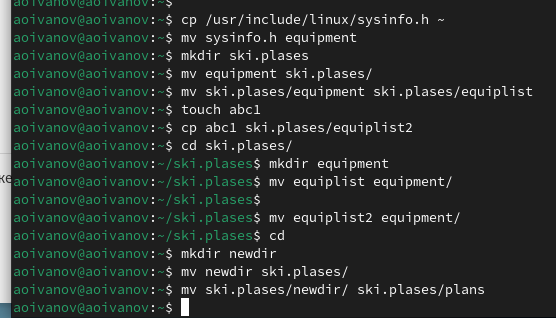 aoivanov@aoivanov:~$
aoivanov@aoivanov:~$ cp /usr/include/linux/sysinfo.h ~
aoivanov@aoivanov:~$ mv sysinfo.h equipment
aoivanov@aoivanov:~$ mkdir ski.plases
aoivanov@aoivanov:~$ mv equipment ski.plases/
aoivanov@aoivanov:~$ mv ski.plases/equipment ski.plases/equiplist
aoivanov@aoivanov:~$ touch abc1
aoivanov@aoivanov:~$ cp abc1 ski.plases/equiplist2
aoivanov@aoivanov:~$ cd ski.plases/
aoivanov@aoivanov:~/ski.plases$ mkdir equipment
aoivanov@aoivanov:~/ski.plases$ mv equiplist equipment/
aoivanov@aoivanov:~/ski.plases$
aoivanov@aoivanov:~/ski.plases$ mv equiplist2 equipment/
aoivanov@aoivanov:~/ski.plases$ cd
aoivanov@aoivanov:~$ mkdir newdir
aoivanov@aoivanov:~$ mv newdir ski.plases/
aoivanov@aoivanov:~$ mv ski.plases/newdir/ ski.plases/plans
aoivanov@aoivanov:~$